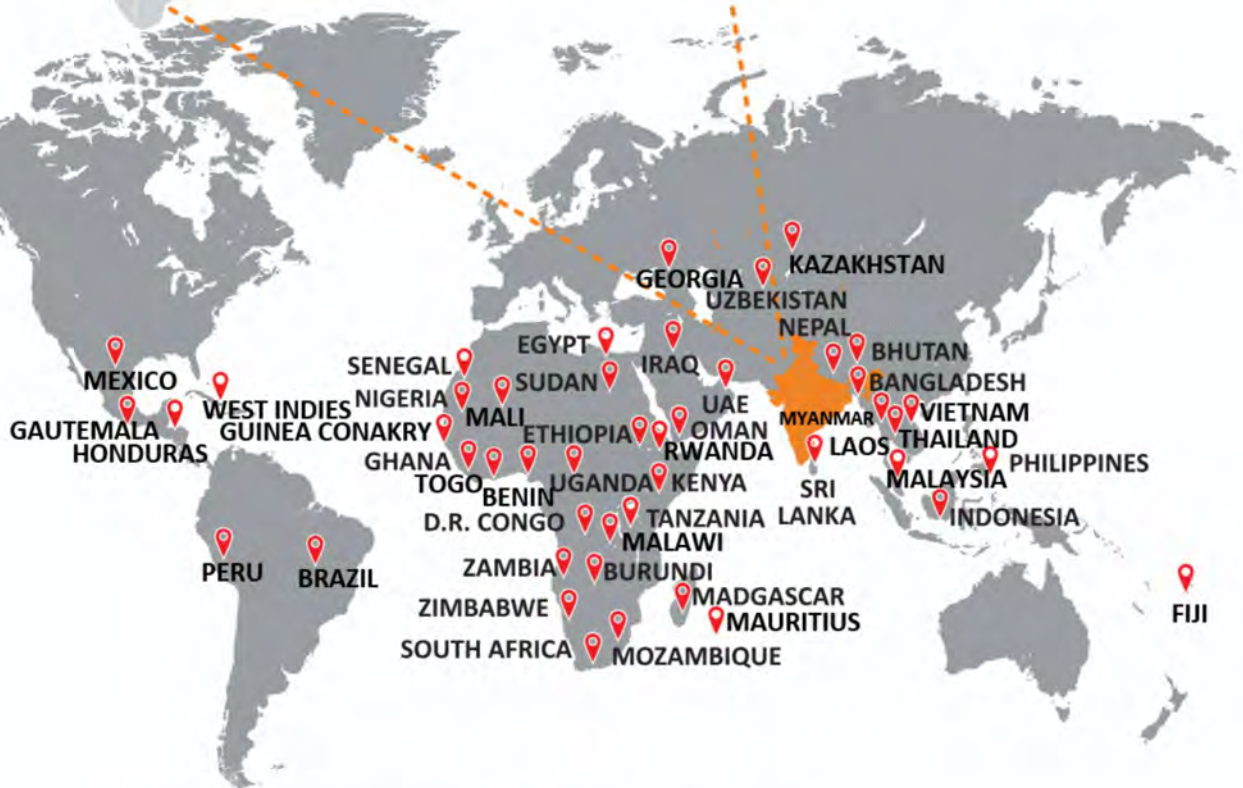 KAZAKHSTAN
GEORGIA
UZBEKISTAN
NEPAL
EGYPT
BHUTAN
SENEGAL
IRAQ
MEXICO
SUDAN
BANGLADESH
NIGERIA
UAE
WEST INDIES
MALI
MYANMAR
VIETNAM
GAUTEMALA
GUINEA CONAKRY
ETHIOPIA
OMAN
THAILAND
HONDURAS
RWANDA
LAOS
GHANA
PHILIPPINES
TOGO
UGANDA
KENYA
MALAYSIA
BENIN
SRI
LANKA
D.R. CONGO
TANZANIA
INDONESIA
MALAWI
PERU
BRAZIL
ZAMBIA
BURUNDI
MADGASCAR
ZIMBABWE
MAURITIUS
FIJI
SOUTH AFRICA
MOZAMBIQUE